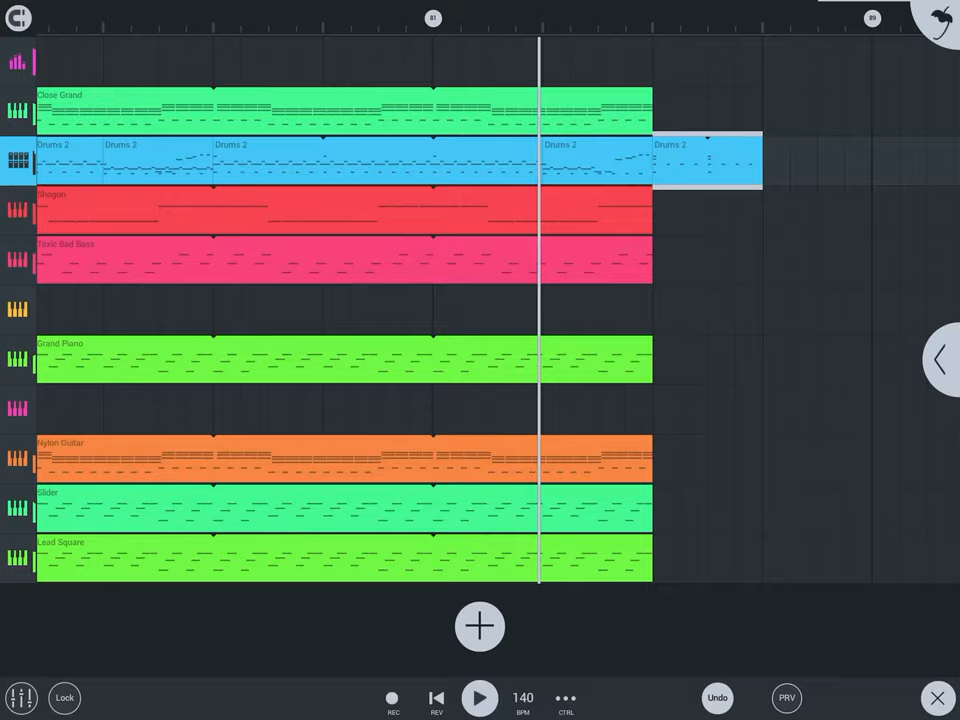 81
89
Close Grand
Drums 2
Drums 2
Drums 2
Drums 2
Drums 2
Shogun
Toxic Bad Bass
Grand Piano
Nylon Guitar
Slider
Lead Square
Lock
REC
REV
140
BPM
CTRL
Undo
PRV